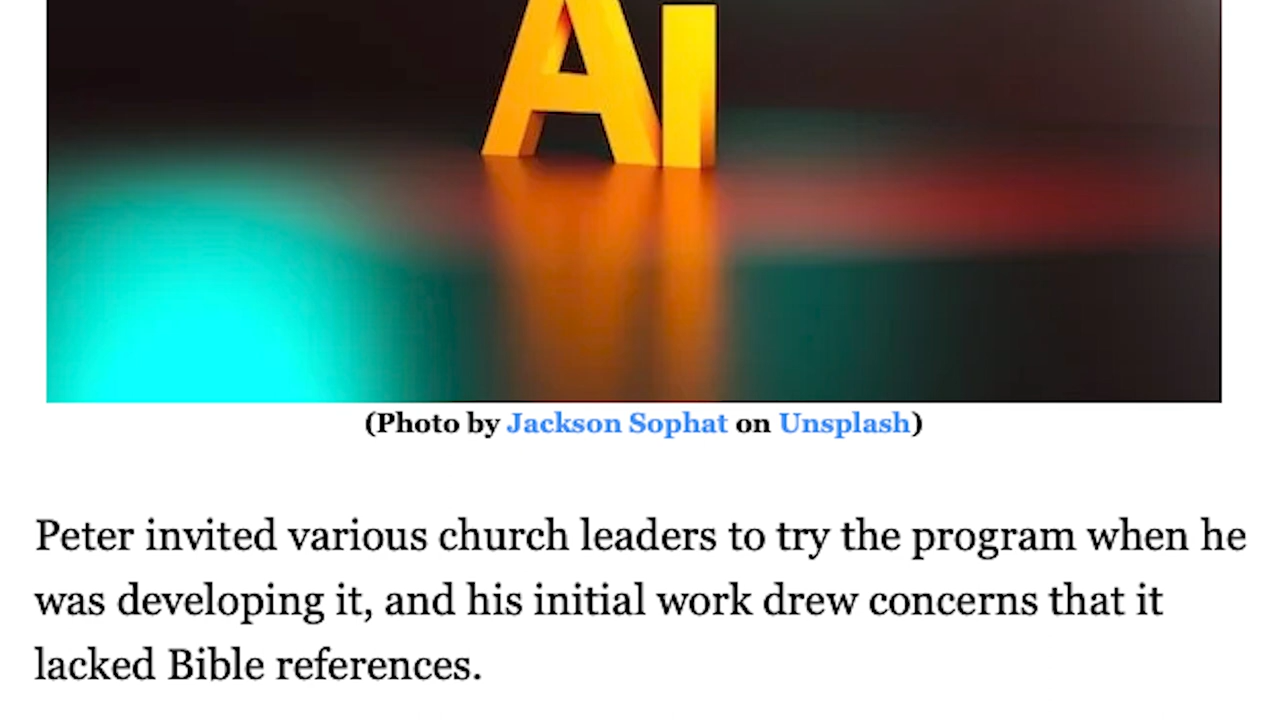 AI
(Photo by Jackson Sophat on Unsplash)
Peter invited various church leaders to try the program when he
was developing it, and his initial work drew concerns that it
lacked Bible references.